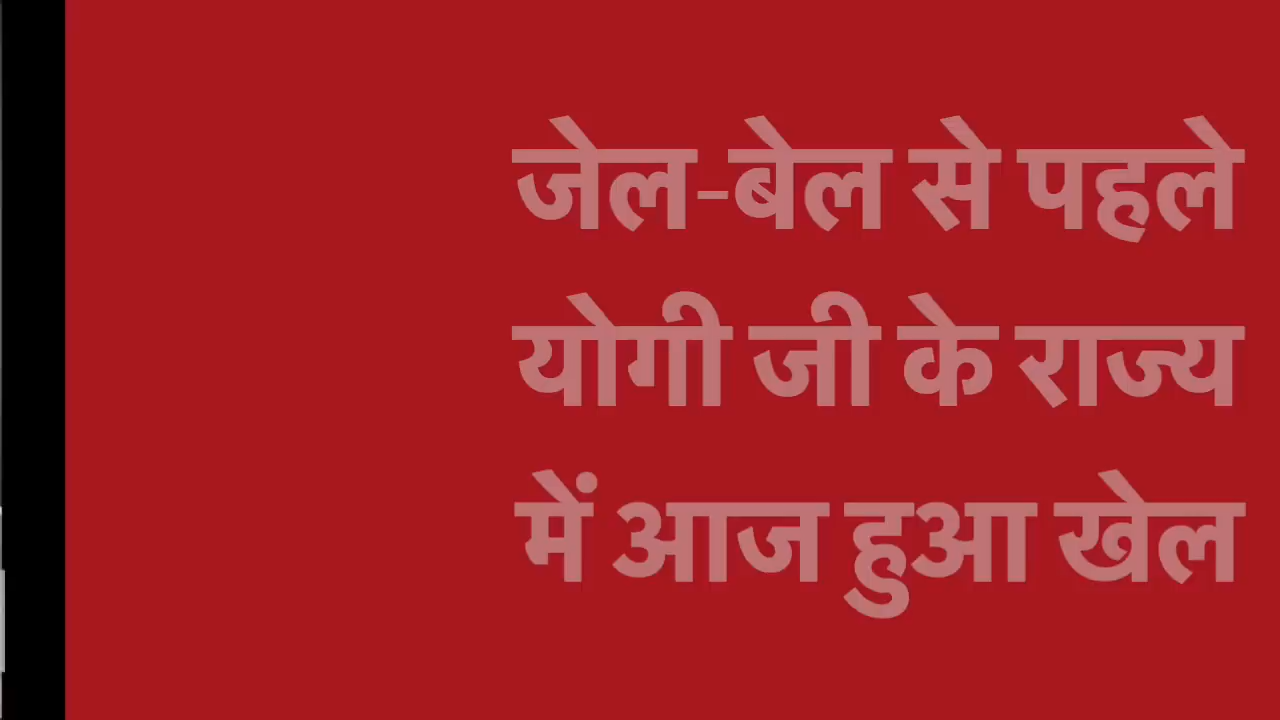 जेल-बेल से पहले
योगी जी के राज्य
में आज हुआ खेल